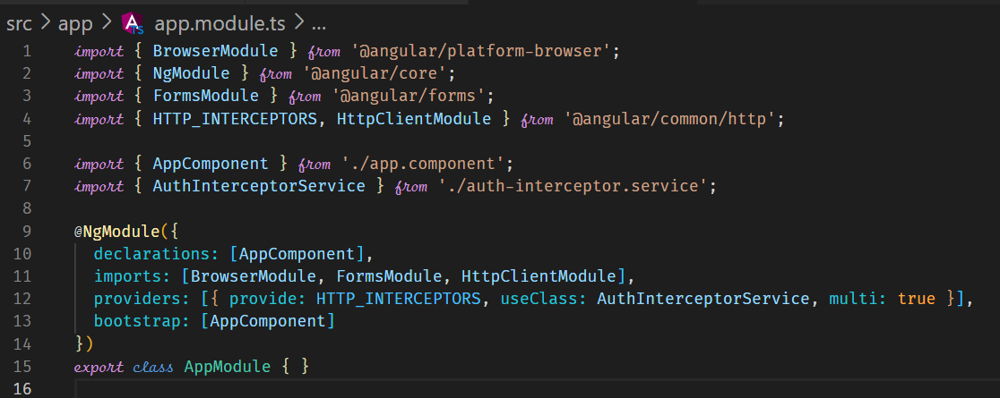 src > app > app.module.ts > ...
1 import { BrowserModule } from '@angular/platform-browser';
2 import { NgModule } from '@angular/core';
3 import { FormsModule } from '@angular/forms';
4 import { HTTP_INTERCEPTORS, HttpClientModule } from '@angular/common/http';
5
6 import { AppComponent } from './app.component';
7 import { AuthInterceptorService } from './auth-interceptor.service';
8
9 @NgModule({
10   declarations: [AppComponent],
11   imports: [BrowserModule, FormsModule, HttpClientModule],
12   providers: [{ provide: HTTP_INTERCEPTORS, useClass: AuthInterceptorService, multi: true }],
13   bootstrap: [AppComponent]
14 })
15 export class AppModule { }
16